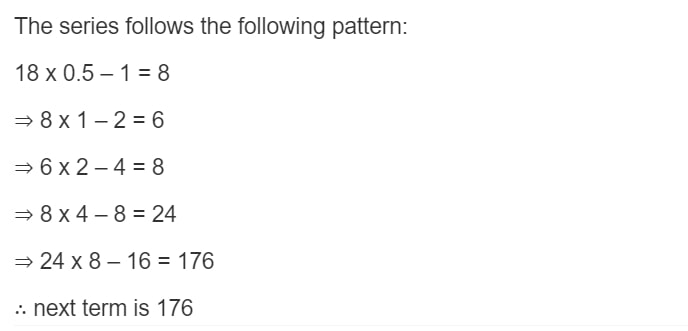 The series follows the following pattern:
18 x 0.5 – 1 = 8
⇒ 8 x 1 – 2 = 6
⇒ 6 x 2 – 4 = 8
⇒ 8 x 4 – 8 = 24
⇒ 24 x 8 – 16 = 176
∴ next term is 176